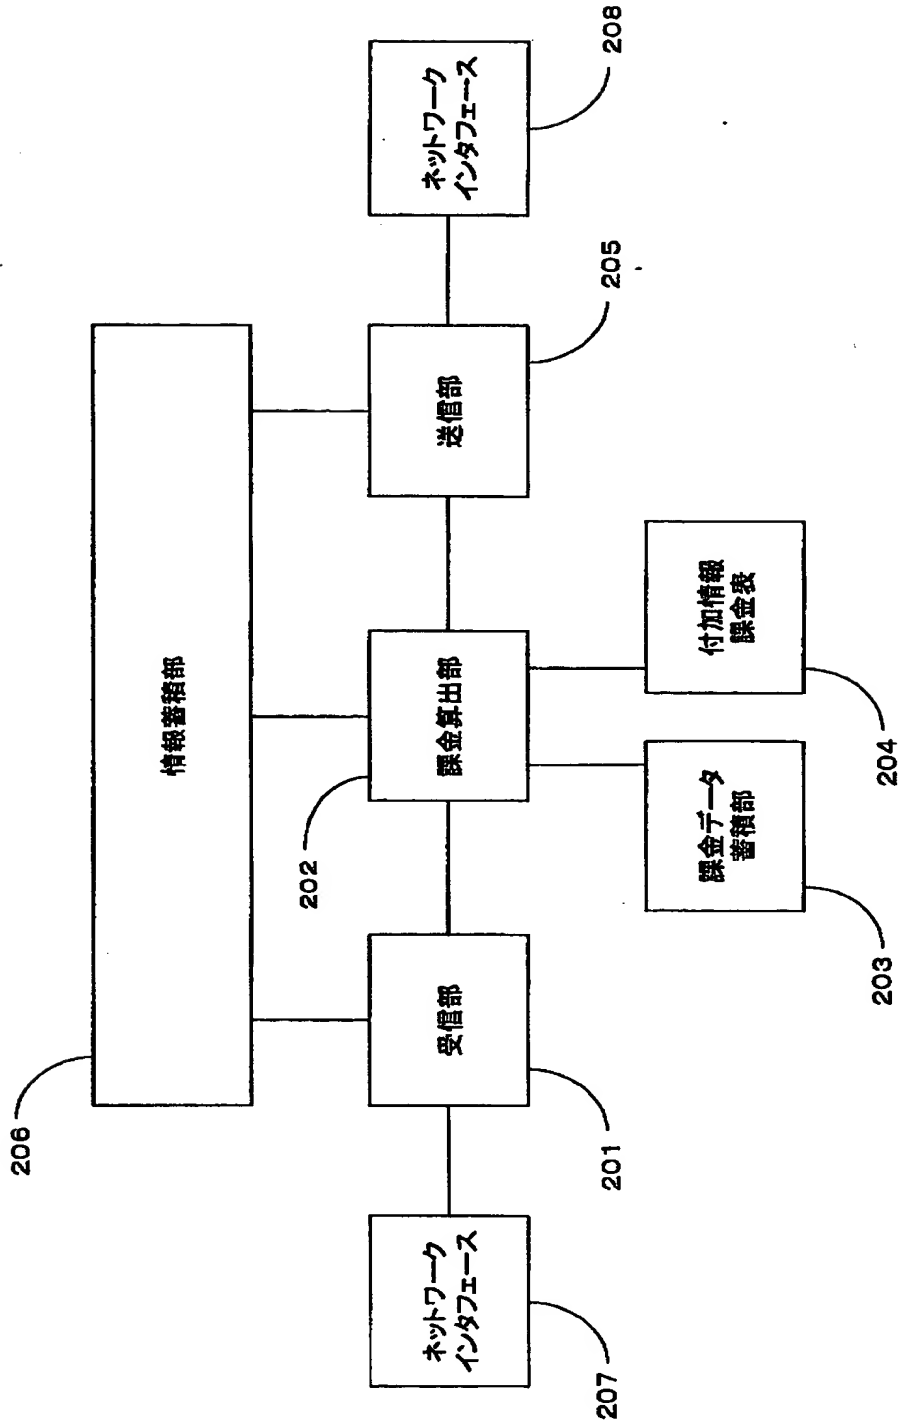 206
情報蓄積部
202
ネットワーク
インタフェース
受信部
課金算出部
送信部
ネットワーク
インタフェース
207
201
205
208
課金データ
蓄積部
付加情報
課金表
203
204